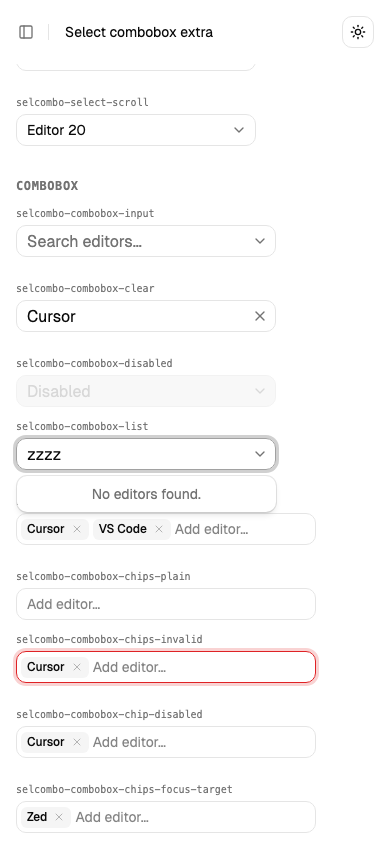 Select combobox extra
selcombo-select-scroll
Editor 20
COMBOBOX
selcombo-combobox-input
Search editors...
selcombo-combobox-clear
Cursor
selcombo-combobox-disabled
Disabled
selcombo-combobox-list
zzzz
No editors found.
Cursor VS Code Add editor...
selcombo-combobox-chips-plain
Add editor...
selcombo-combobox-chips-invalid
Cursor Add editor...
selcombo-combobox-chip-disabled
Cursor Add editor...
selcombo-combobox-chips-focus-target
Zed Add editor...